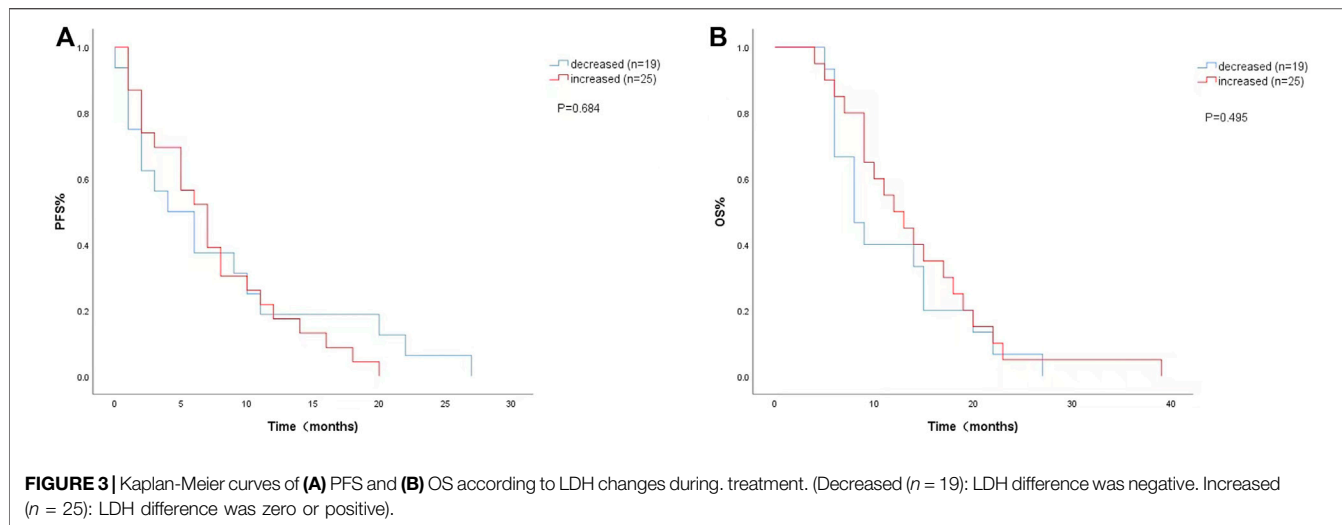 A
1.0
0.8
0.6
0.4
0.2
0.0
PFS%
0 5 10 20 20 30
Time (months)
decreased (n=19)
increased (n=25)
P=0.684
B
1.0
0.8
0.6
0.4
0.2
0.0
OS%
0 10 20 30 40
Time (months)
decreased (n=19)
increased (n=25)
P=0.495
FIGURE 3 | Kaplan-Meier curves of (A) PFS and (B) OS according to LDH changes during. treatment. (Decreased (n = 19): LDH difference was negative. Increased
(n = 25): LDH difference was zero or positive).